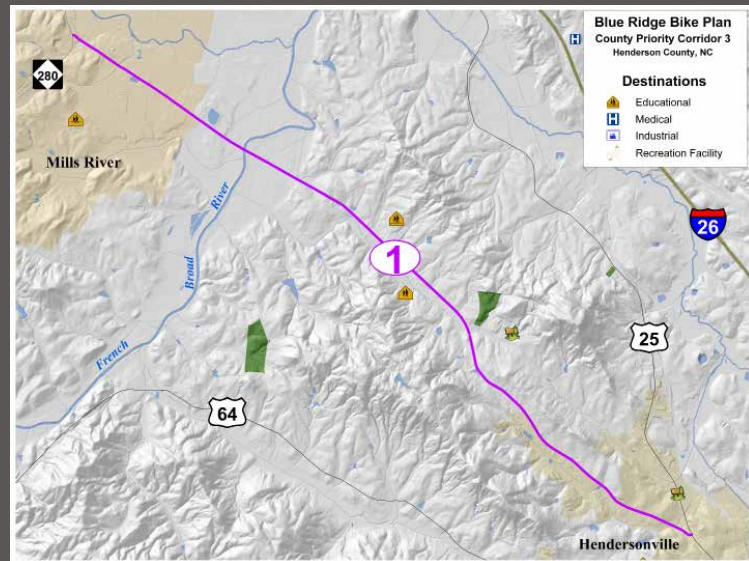 Blue Ridge Bike Plan
County Priority Corridor 3
Henderson County, NC
Destinations
Educational
H Medical
Industrial
Recreation Facility
H
280
Mills River
River
Broad
French
1
26
25
64
Hendersonville